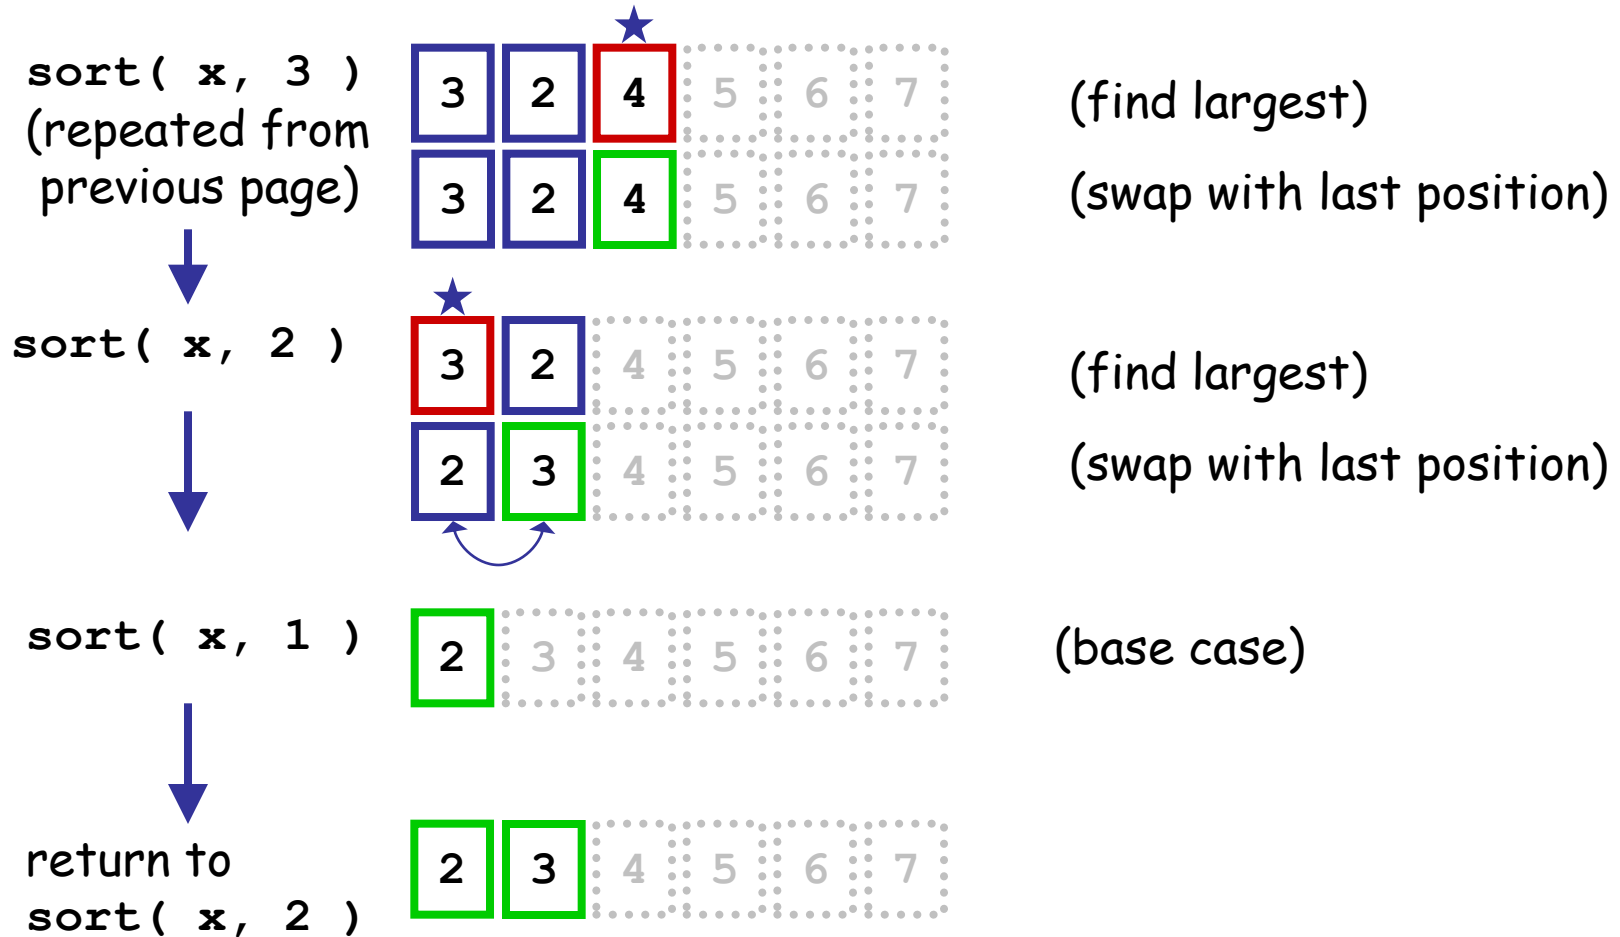 sort( x, 3 )
(repeated from
previous page)
3 2 4 5 6 7
(find largest)
3 2 4 5 6 7
(swap with last position)
sort( x, 2 )
3 2 4 5 6 7
(find largest)
2 3 4 5 6 7
(swap with last position)
sort( x, 1 )
2 3 4 5 6 7
(base case)
return to
sort( x, 2 )
2 3 4 5 6 7